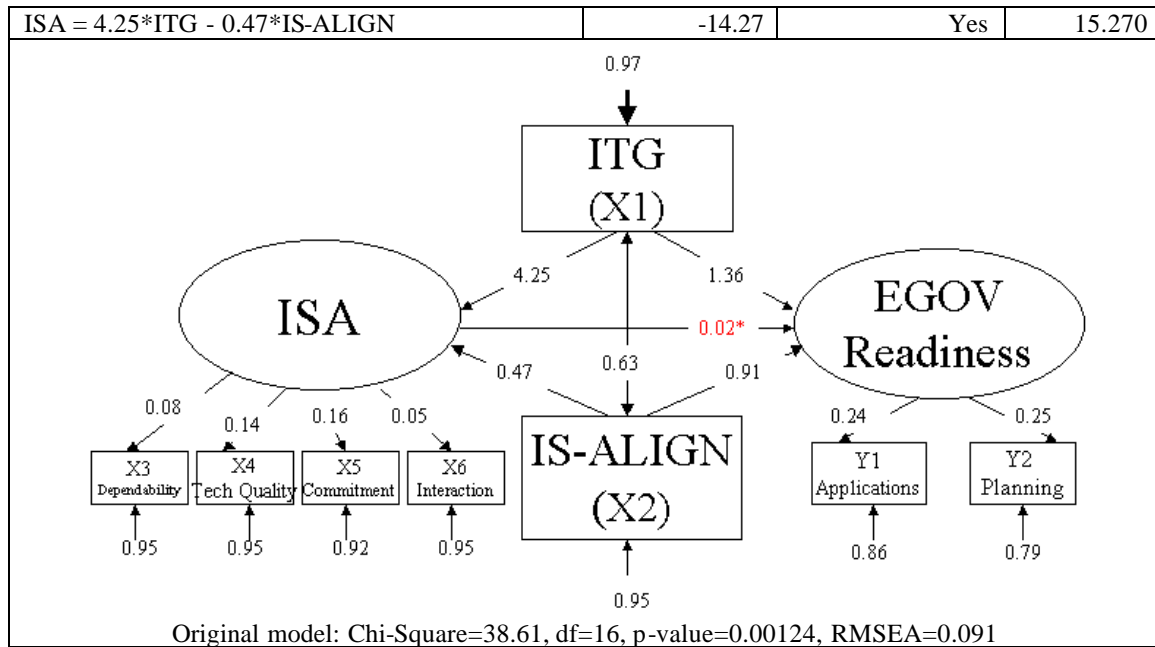 ISA = 4.25*ITG - 0.47*IS-ALIGN -14.27 Yes 15.270
0.97
ITG
(X1)
4.25 1.36
ISA
EGOV
Readiness
0.02*
0.47 0.63 0.91
0.08 0.14 0.16 0.05
0.24 0.25
IS-ALIGN
(X2)
X3
Dependability
X4
Tech Quality
X5
Commitment
X6
Interaction
Y1
Applications
Y2
Planning
0.95 0.95 0.92 0.95
0.86 0.79
0.95
Original model: Chi-Square=38.61, df=16, p-value=0.00124, RMSEA=0.091